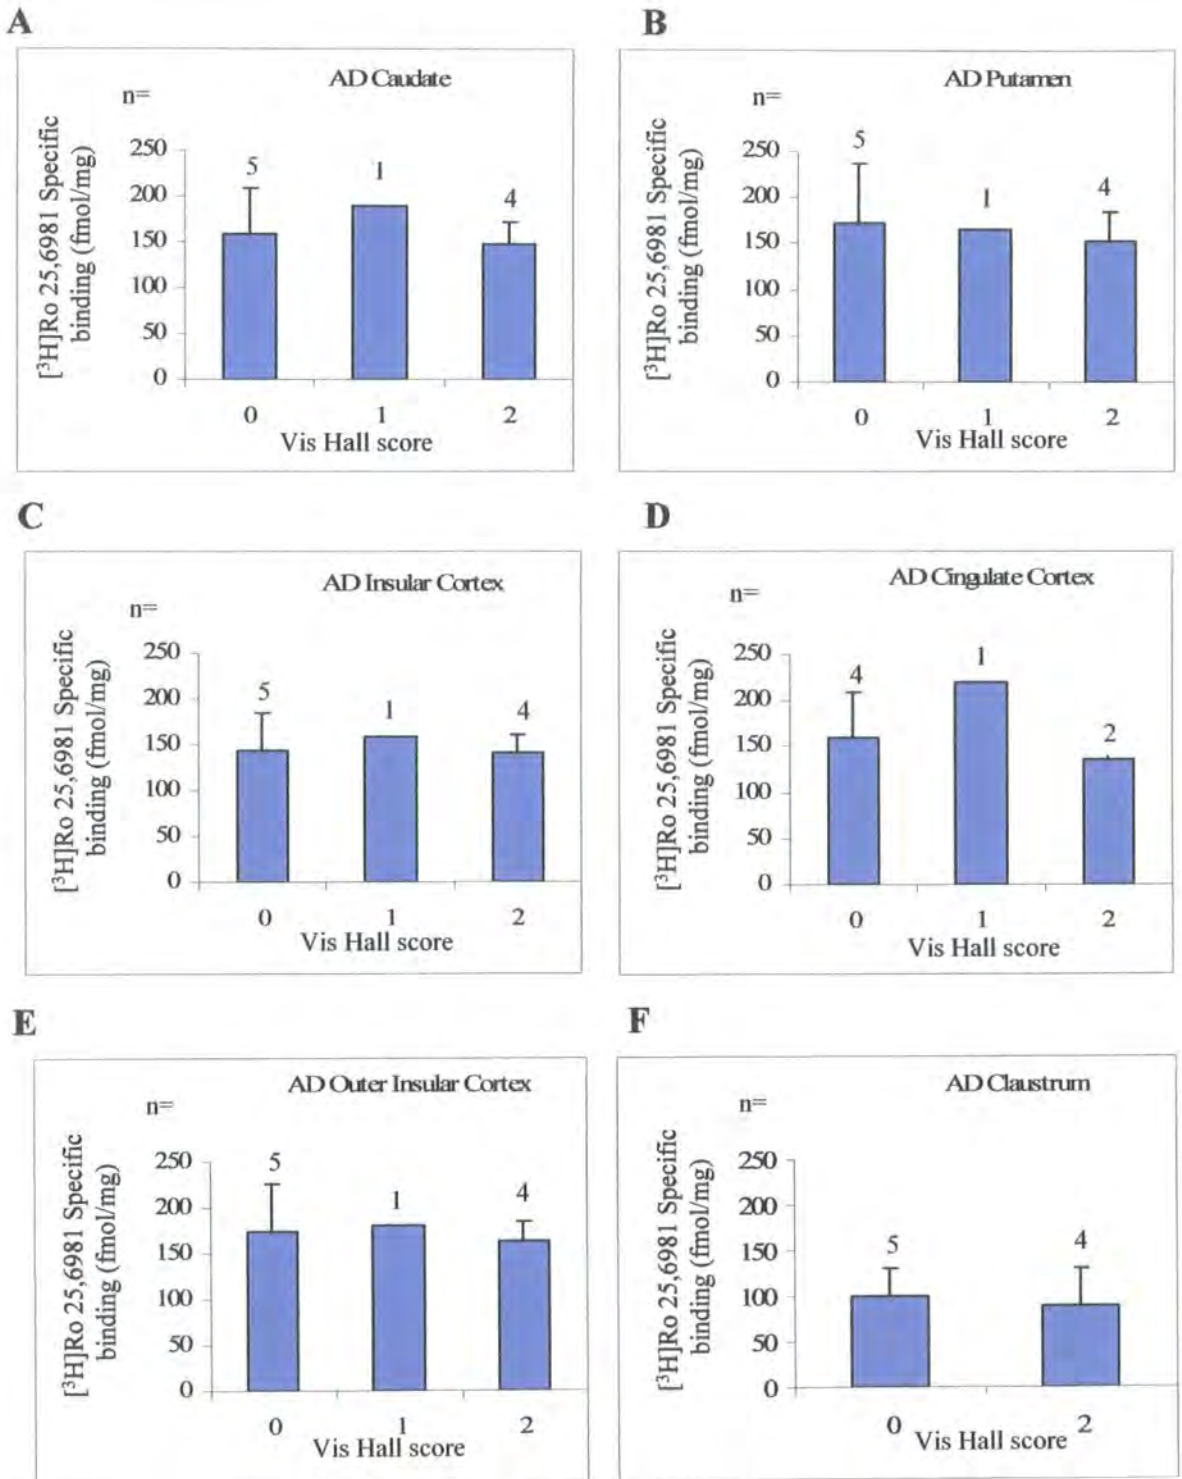 A
AD Caudate
n=
[³H]Ro 25,6981 Specific
binding (fmol/mg)
250
200
150
100
50
0
5
1
4
0
1
2
Vis Hall score
B
AD Putamen
n=
[³H]Ro 25,6981 Specific
binding (fmol/mg)
250
200
150
100
50
0
5
1
4
0
1
2
Vis Hall score
C
AD Insular Cortex
n=
[³H]Ro 25,6981 Specific
binding (fmol/mg)
250
200
150
100
50
0
5
1
4
0
1
2
Vis Hall score
D
AD Cingulate Cortex
n=
[³H]Ro 25,6981 Specific
binding (fmol/mg)
250
200
150
100
50
0
4
1
2
0
1
2
Vis Hall score
E
AD Outer Insular Cortex
n=
[³H]Ro 25,6981 Specific
binding (fmol/mg)
250
200
150
100
50
0
5
1
4
0
1
2
Vis Hall score
F
AD Claustrum
n=
[³H]Ro 25,6981 Specific
binding (fmol/mg)
250
200
150
100
50
0
5
4
0
2
Vis Hall score